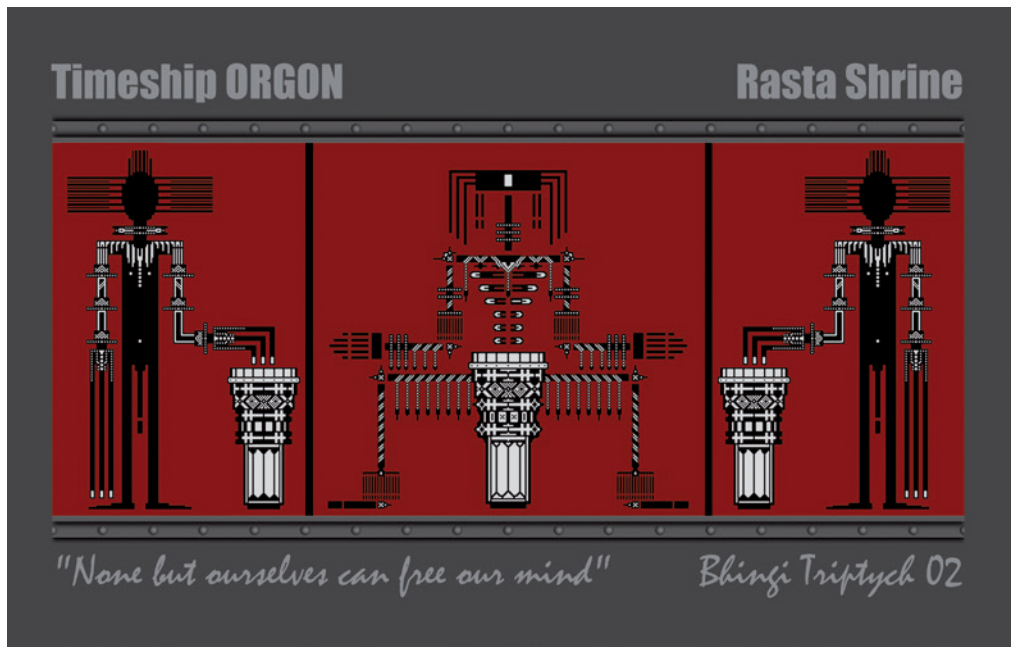 Timeship ORGON
Rasta Shrine
"None but ourselves can free our mind"
Bhingi Triptych 02